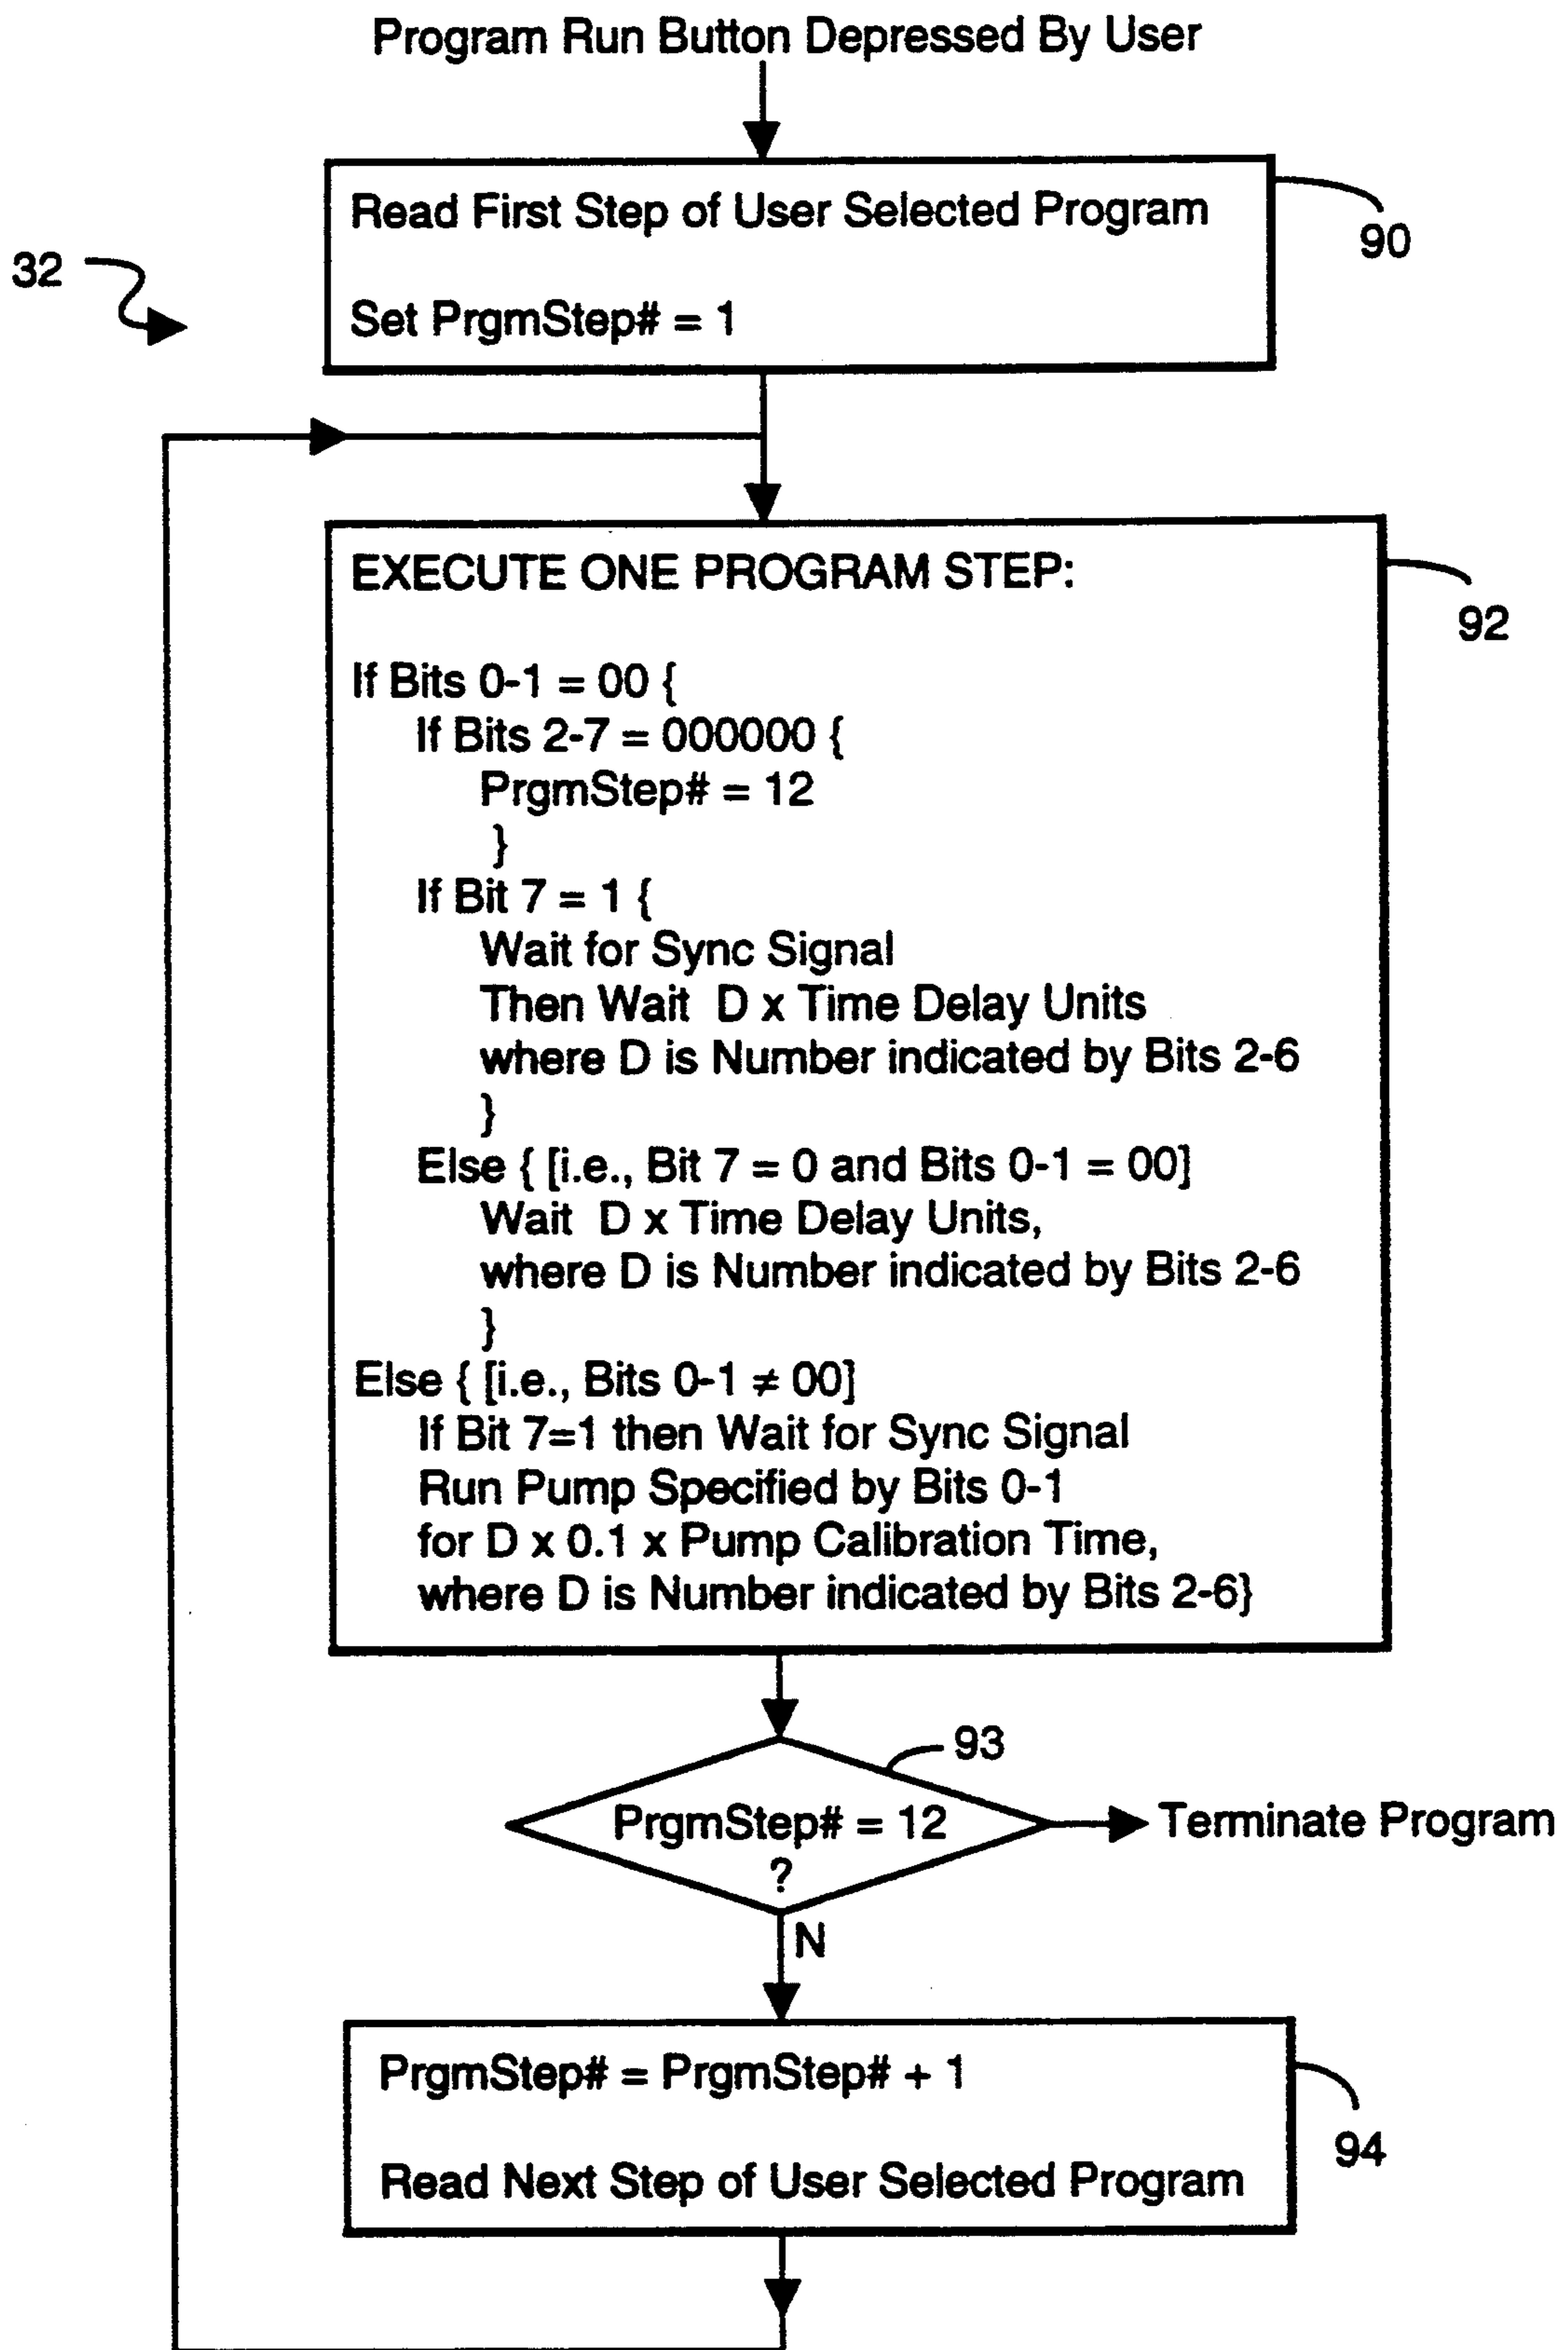 Program Run Button Depressed By User
Read First Step of User Selected Program
90
32
Set PrgmStep# = 1
EXECUTE ONE PROGRAM STEP:
92
If Bits 0-1 = 00 {
If Bits 2-7 = 000000 {
PrgmStep# = 12
}
If Bit 7 = 1 {
Wait for Sync Signal
Then Wait D x Time Delay Units
where D is Number indicated by Bits 2-6
}
Else { [i.e., Bit 7 = 0 and Bits 0-1 = 00]
Wait D x Time Delay Units,
where D is Number indicated by Bits 2-6
}
Else { [i.e., Bits 0-1 ≠ 00]
If Bit 7=1 then Wait for Sync Signal
Run Pump Specified by Bits 0-1
for D x 0.1 x Pump Calibration Time,
where D is Number indicated by Bits 2-6}
93
PrgmStep# = 12
?
Terminate Program
N
PrgmStep# = PrgmStep# + 1
94
Read Next Step of User Selected Program